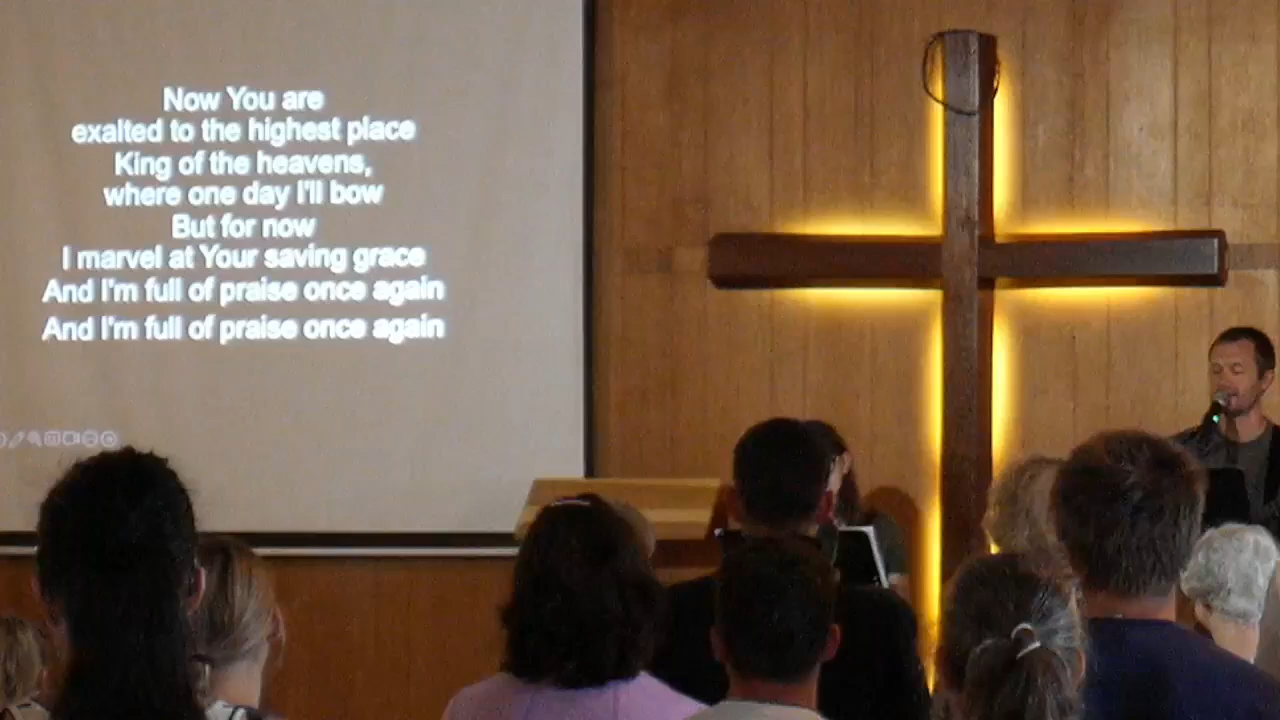 Now You are
exalted to the highest place
King of the heavens,
where one day I'll bow
But for now
I marvel at Your saving grace
And I'm full of praise once again
And I'm full of praise once again